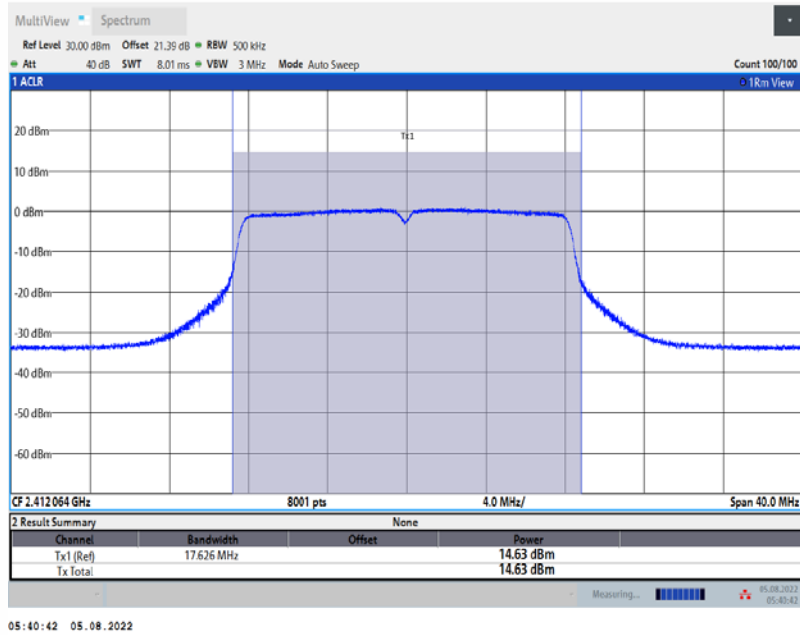 MultiView Spectrum
Ref Level 30.00 dBm Offset 21.39 dB RBW 500 kHz
Att 40 dB SWT 8.01 ms VBW 3 MHz Mode Auto Sweep Count 100/100
1 ACLR 1Rm View
Tx1
20 dBm
10 dBm
0 dBm
-10 dBm
-20 dBm
-30 dBm
-40 dBm
-50 dBm
-60 dBm
CF 2.412064 GHz 8001 pts 4.0 MHz/ Span 40.0 MHz
2 Result Summary None
Channel Bandwidth Offset Power
Tx1 (Ref) 17.626 MHz 14.63 dBm
Tx Total 14.63 dBm
Measuring... 05.08.2022
05:40:42
05:40:42 05.08.2022